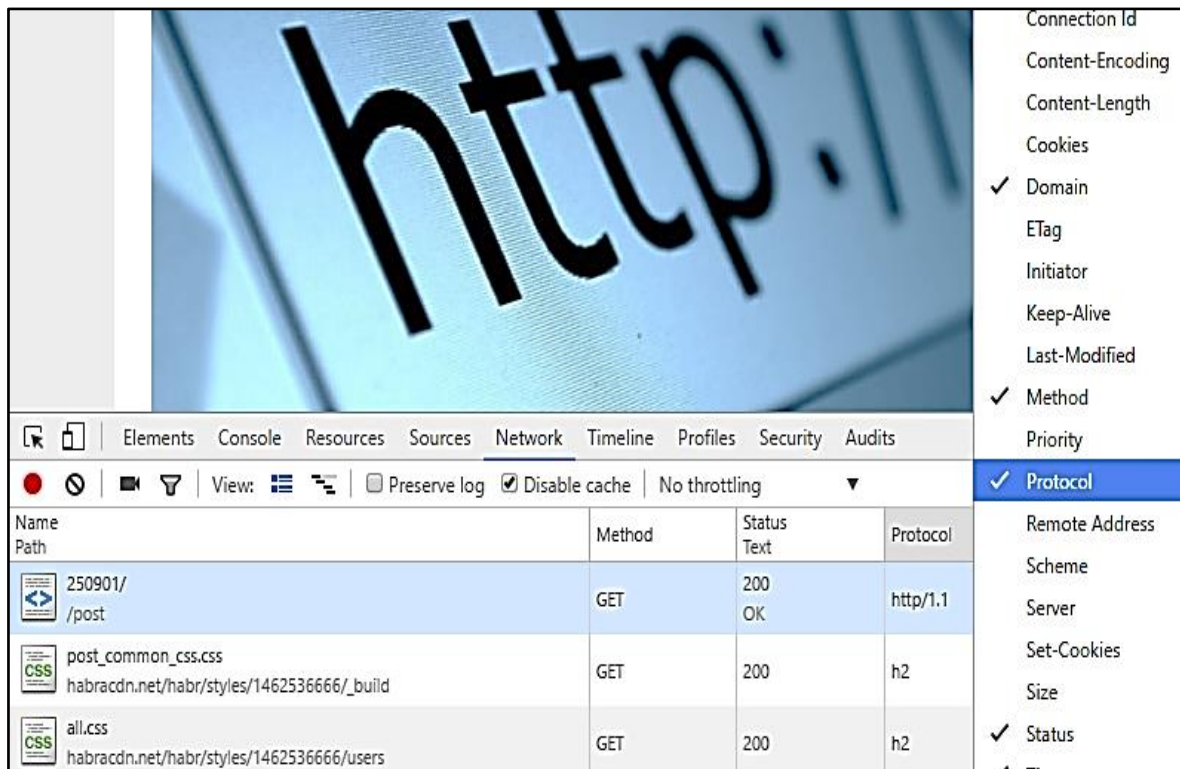 http://
Elements Console Resources Sources Network Timeline Profiles Security Audits
View: Preserve log Disable cache No throttling
Name
Path
Method
Status
Text
Protocol
250901/
/post
GET
200
OK
http/1.1
post_common_css.css
habracdn.net/habr/styles/1462536666/_build
GET
200
h2
all.css
habracdn.net/habr/styles/1462536666/users
GET
200
h2
Connection Id
Content-Encoding
Content-Length
Cookies
Domain
ETag
Initiator
Keep-Alive
Last-Modified
Method
Priority
Protocol
Remote Address
Scheme
Server
Set-Cookies
Size
Status